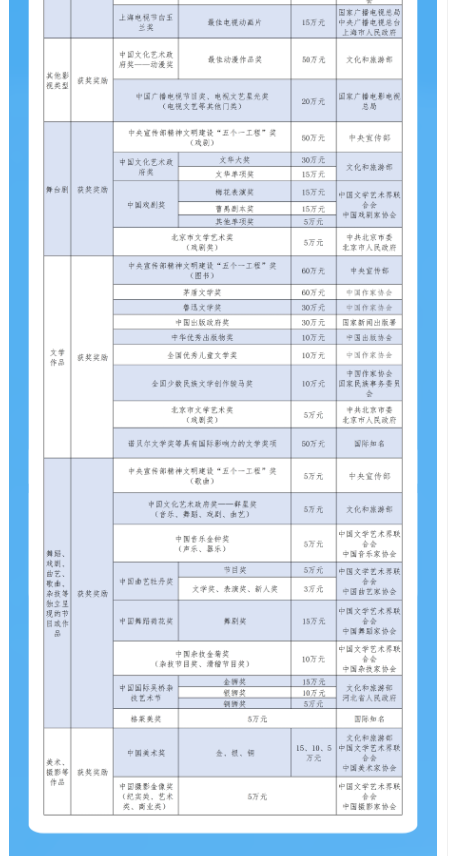 会
上海电视节白玉
兰奖
最佳电视动画片
15万元
国家广播电视总局
中央广播电视总台
上海市人民政府
其他影
视类型
获奖奖励
中国文化艺术政
府奖——动漫奖
最佳动漫作品奖
50万元
文化和旅游部
中国广播电视节目奖、电视文艺星光奖
(电视文艺等其他门类)
20万元
国家广播电影电视
总局
舞台剧
获奖奖励
中央宣传部精神文明建设“五个一工程”奖
(戏剧)
50万元
中央宣传部
中国文化艺术政
府奖
文华大奖
30万元
文华单项奖
15万元
文化和旅游部
中国戏剧奖
梅花表演奖
15万元
曹禺剧本奖
15万元
其他单项奖
5万元
中国文学艺术界联
合会
中国戏剧家协会
北京市文学艺术奖
(戏剧类)
5万元
中共北京市委
北京市人民政府
文学
作品
获奖奖励
中央宣传部精神文明建设“五个一工程”奖
(图书)
60万元
中央宣传部
茅盾文学奖
60万元
中国作家协会
鲁迅文学奖
30万元
中国作家协会
中国出版政府奖
30万元
国家新闻出版署
中华优秀出版物奖
10万元
中国出版协会
全国优秀儿童文学奖
10万元
中国作家协会
全国少数民族文学创作骏马奖
10万元
中国作家协会
国家民族事务委员
会
北京市文学艺术奖
(戏剧类)
5万元
中共北京市委
北京市人民政府
诺贝尔文学奖等具有国际影响力的文学奖项
50万元
国际知名
舞蹈、
戏剧、
曲艺、
歌曲、
杂技等
独立呈
现的节
目或作
品
获奖奖励
中央宣传部精神文明建设“五个一工程”奖
(歌曲)
5万元
中央宣传部
中国文化艺术政府奖——群星奖
(音乐、舞蹈、戏剧、曲艺)
5万元
文化和旅游部
中国音乐金钟奖
(声乐、器乐)
5万元
中国文学艺术界联
合会
中国音乐家协会
中国曲艺牡丹奖
节目奖
5万元
文学奖、表演奖、新人奖
3万元
中国文学艺术界联
合会
中国曲艺家协会
中国舞蹈荷花奖
舞剧奖
15万元
中国文学艺术界联
合会
中国舞蹈家协会
中国杂技金菊奖
(杂技节目奖、滑稽节目奖)
10万元
中国文学艺术界联
合会
中国杂技家协会
中国国际吴桥杂
技艺术节
金狮奖
15万元
银狮奖
10万元
铜狮奖
5万元
文化和旅游部
河北省人民政府
格莱美奖
5万元
国际知名
美术、
摄影等
作品
获奖奖励
中国美术奖
金、银、铜
15、10、5
万元
文化和旅游部
中国文学艺术界联
合会
中国美术家协会
中国摄影金像奖
(纪实类、艺术
类、商业类)
5万元
中国文学艺术界联
合会
中国摄影家协会